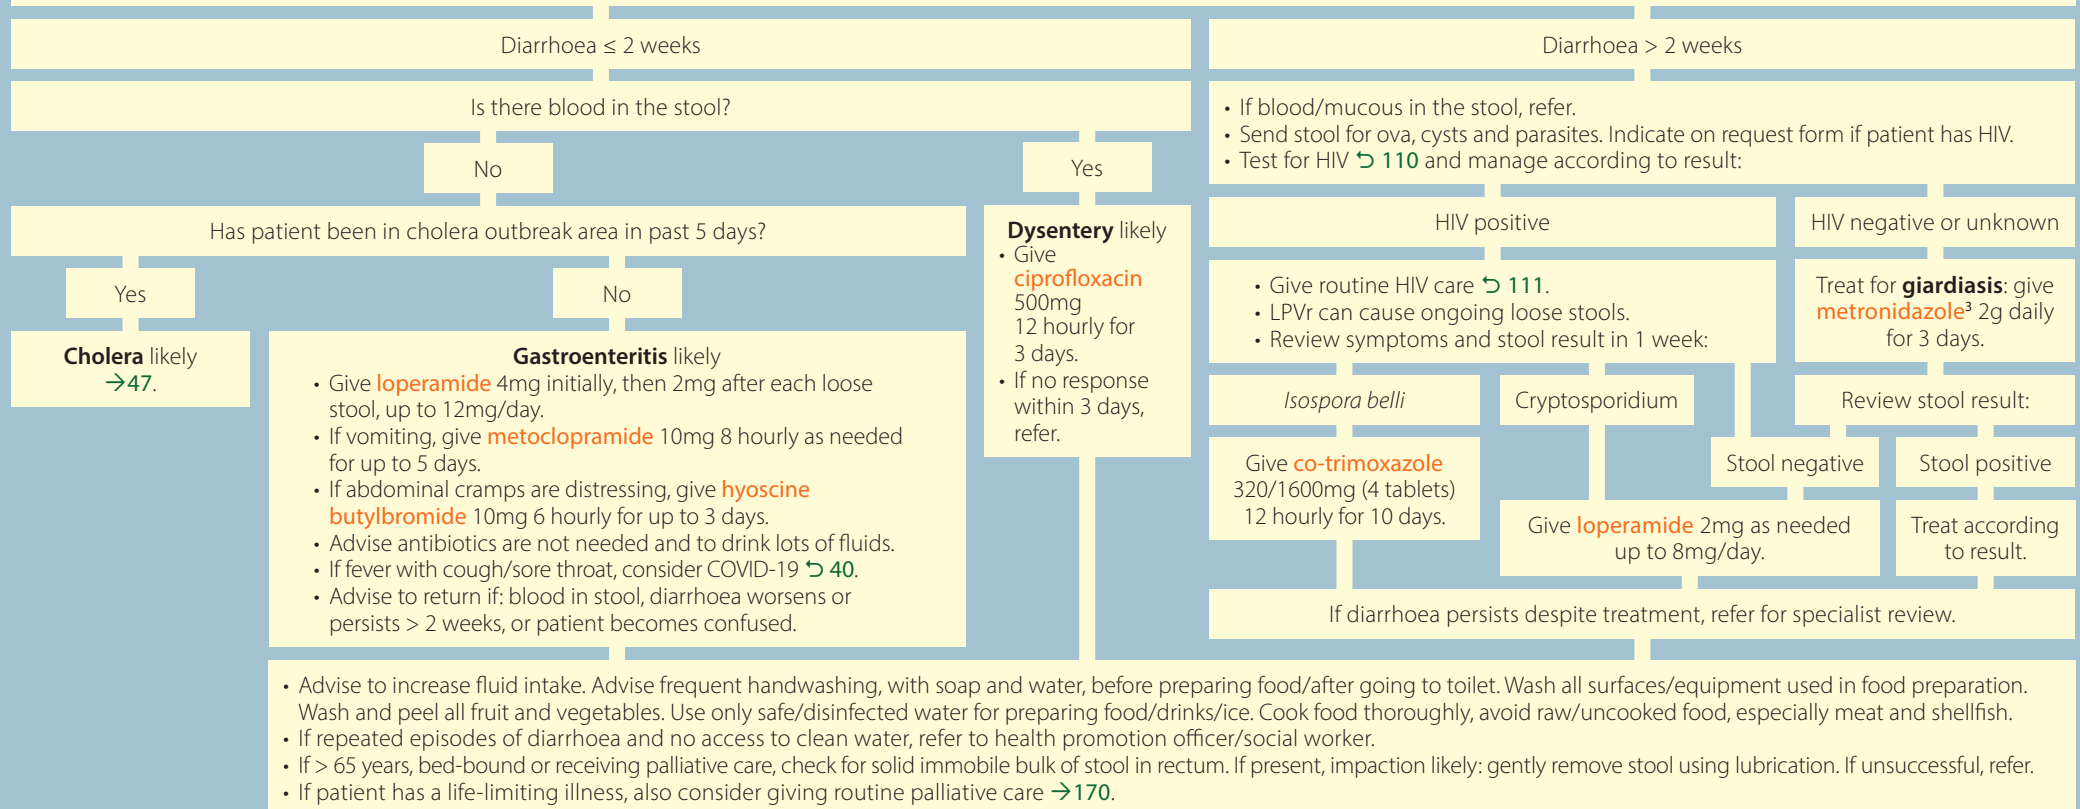 Diarrhoea ≤ 2 weeks
Is there blood in the stool?
No
Yes
Has patient been in cholera outbreak area in past 5 days?
Yes
No
Cholera likely
→47.
Gastroenteritis likely
• Give loperamide 4mg initially, then 2mg after each loose
stool, up to 12mg/day.
• If vomiting, give metoclopramide 10mg 8 hourly as needed
for up to 5 days.
• If abdominal cramps are distressing, give hyoscine
butylbromide 10mg 6 hourly for up to 3 days.
• Advise antibiotics are not needed and to drink lots of fluids.
• If fever with cough/sore throat, consider COVID-19 ⮌ 40.
• Advise to return if: blood in stool, diarrhoea worsens or
persists > 2 weeks, or patient becomes confused.
Dysentery likely
• Give
ciprofloxacin
500mg
12 hourly for
3 days.
• If no response
within 3 days,
refer.
Diarrhoea > 2 weeks
• If blood/mucous in the stool, refer.
• Send stool for ova, cysts and parasites. Indicate on request form if patient has HIV.
• Test for HIV ⮌ 110 and manage according to result:
HIV positive
• Give routine HIV care ⮌ 111.
• LPVr can cause ongoing loose stools.
• Review symptoms and stool result in 1 week:
Isospora belli
Give co-trimoxazole
320/1600mg (4 tablets)
12 hourly for 10 days.
Cryptosporidium
HIV negative or unknown
Treat for giardiasis: give
metronidazole³ 2g daily
for 3 days.
Review stool result:
Stool negative
Stool positive
Give loperamide 2mg as needed
up to 8mg/day.
Treat according
to result.
If diarrhoea persists despite treatment, refer for specialist review.
• Advise to increase fluid intake. Advise frequent handwashing, with soap and water, before preparing food/after going to toilet. Wash all surfaces/equipment used in food preparation.
Wash and peel all fruit and vegetables. Use only safe/disinfected water for preparing food/drinks/ice. Cook food thoroughly, avoid raw/uncooked food, especially meat and shellfish.
• If repeated episodes of diarrhoea and no access to clean water, refer to health promotion officer/social worker.
• If > 65 years, bed-bound or receiving palliative care, check for solid immobile bulk of stool in rectum. If present, impaction likely: gently remove stool using lubrication. If unsuccessful, refer.
• If patient has a life-limiting illness, also consider giving routine palliative care →170.